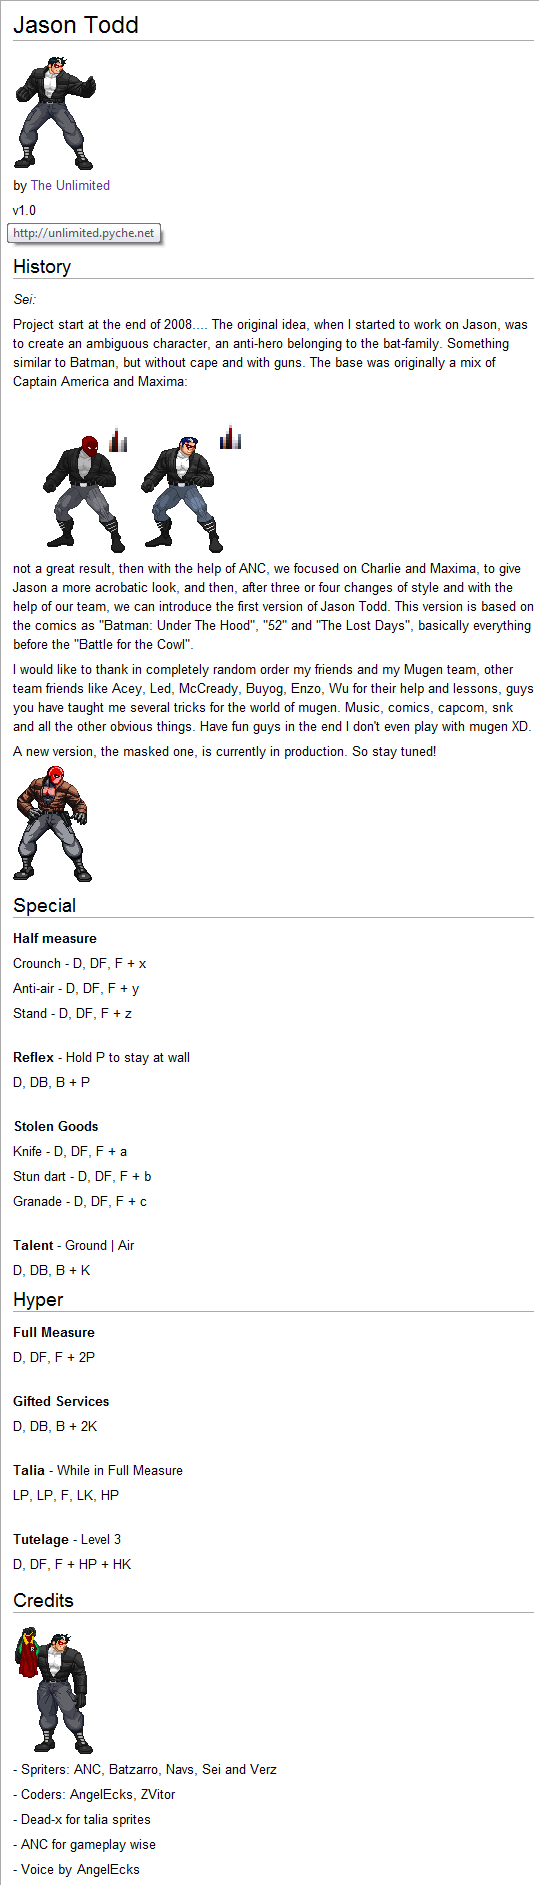 Jason Todd
by The Unlimited
v1.0
http://unlimited.pyche.net
History
Sei:
Project start at the end of 2008.... The original idea, when I started to work on Jason, was
to create an ambiguous character, an anti-hero belonging to the bat-family. Something
similar to Batman, but without cape and with guns. The base was originally a mix of
Captain America and Maxima:
not a great result, then with the help of ANC, we focused on Charlie and Maxima, to give
Jason a more acrobatic look, and then, after three or four changes of style and with the
help of our team, we can introduce the first version of Jason Todd. This version is based on
the comics as "Batman: Under The Hood", "52" and "The Lost Days", basically everything
before the "Battle for the Cowl".
I would like to thank in completely random order my friends and my Mugen team, other
team friends like Acey, Led, McCready, Buyog, Enzo, Wu for their help and lessons, guys
you have taught me several tricks for the world of mugen. Music, comics, capcom, snk
and all the other obvious things. Have fun guys in the end I don't even play with mugen XD.
A new version, the masked one, is currently in production. So stay tuned!
Special
Half measure
Crounch - D, DF, F + x
Anti-air - D, DF, F + y
Stand - D, DF, F + z
Reflex - Hold P to stay at wall
D, DB, B + P
Stolen Goods
Knife - D, DF, F + a
Stun dart - D, DF, F + b
Granade - D, DF, F + c
Talent - Ground | Air
D, DB, B + K
Hyper
Full Measure
D, DF, F + 2P
Gifted Services
D, DB, B + 2K
Talia - While in Full Measure
LP, LP, F, LK, HP
Tutelage - Level 3
D, DF, F + HP + HK
Credits
- Spriters: ANC, Batzarro, Navs, Sei and Verz
- Coders: AngelEcks, ZVitor
- Dead-x for talia sprites
- ANC for gameplay wise
- Voice by AngelEcks